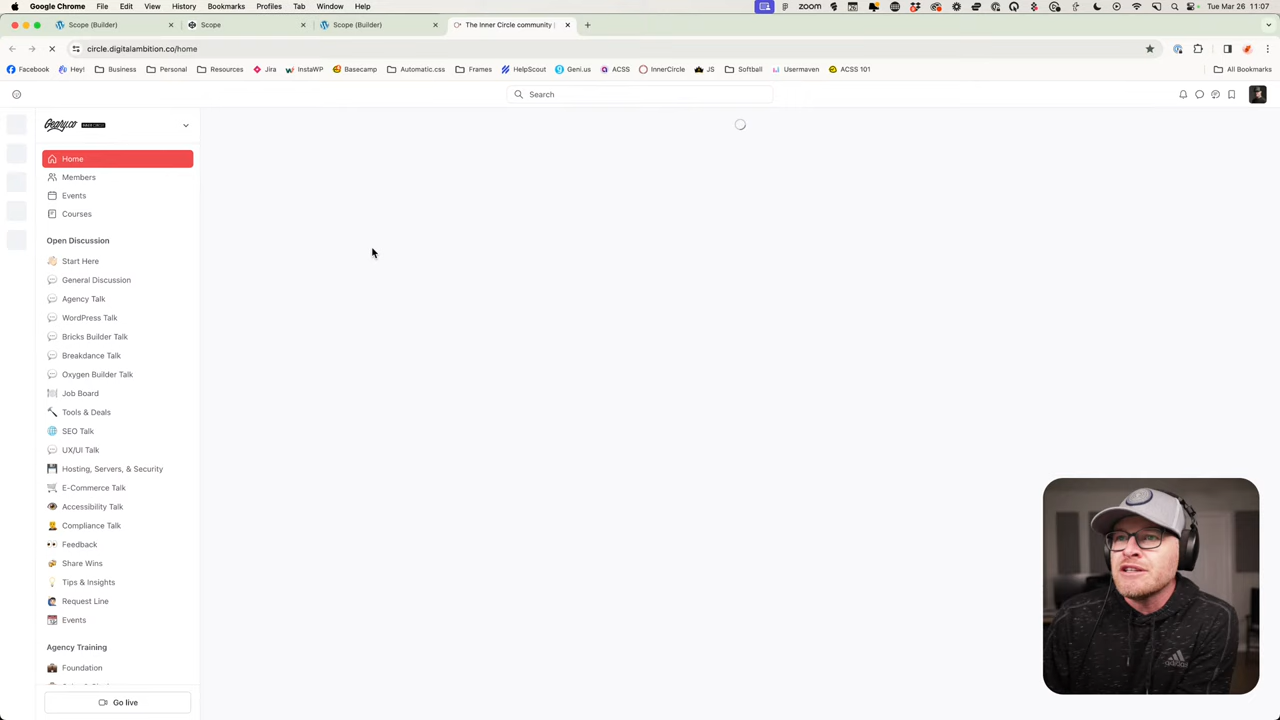 Google Chrome File Edit View History Bookmarks Profiles Tab Window Help zoom Tue Mar 26 11:07
Scope (Builder) Scope Scope (Builder) The Inner Circle community |
circle.digitalambition.co/home
Facebook Hey! Business Personal Resources Jira InstaWP Basecamp Automatic.css Frames HelpScout Geni.us ACSS InnerCircle JS Softball Usermaven ACSS 101 All Bookmarks
Search
Geary.co
Home
Members
Events
Courses
Open Discussion
Start Here
General Discussion
Agency Talk
WordPress Talk
Bricks Builder Talk
Breakdance Talk
Oxygen Builder Talk
Job Board
Tools & Deals
SEO Talk
UX/UI Talk
Hosting, Servers, & Security
E-Commerce Talk
Accessibility Talk
Compliance Talk
Feedback
Share Wins
Tips & Insights
Request Line
Events
Agency Training
Foundation
Go live
adidas